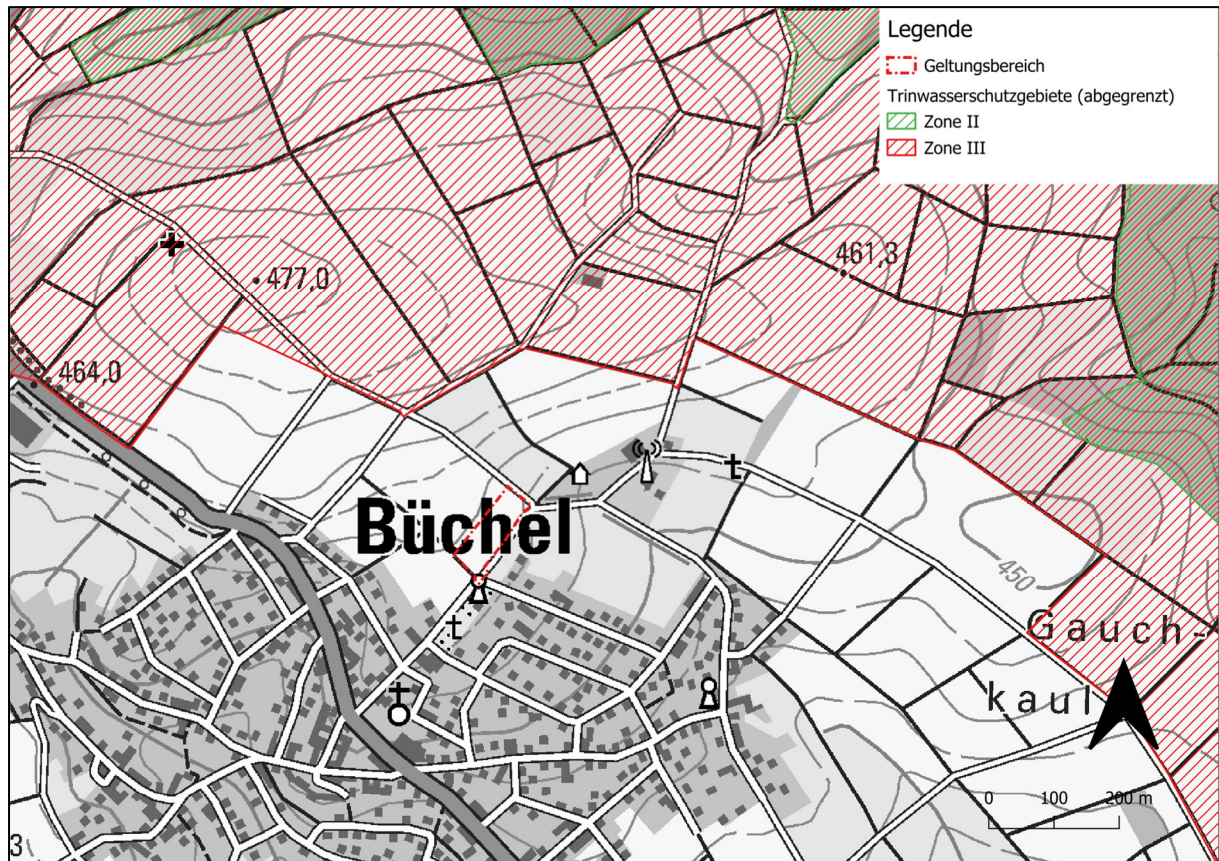 Legende
Geltungsbereich
Trinwasserschutzgebiete (abgegrenzt)
Zone II
Zone III
461,3
477,0
464,0
Büchel
450
Gauch-
kaul
0 100 200 m
3